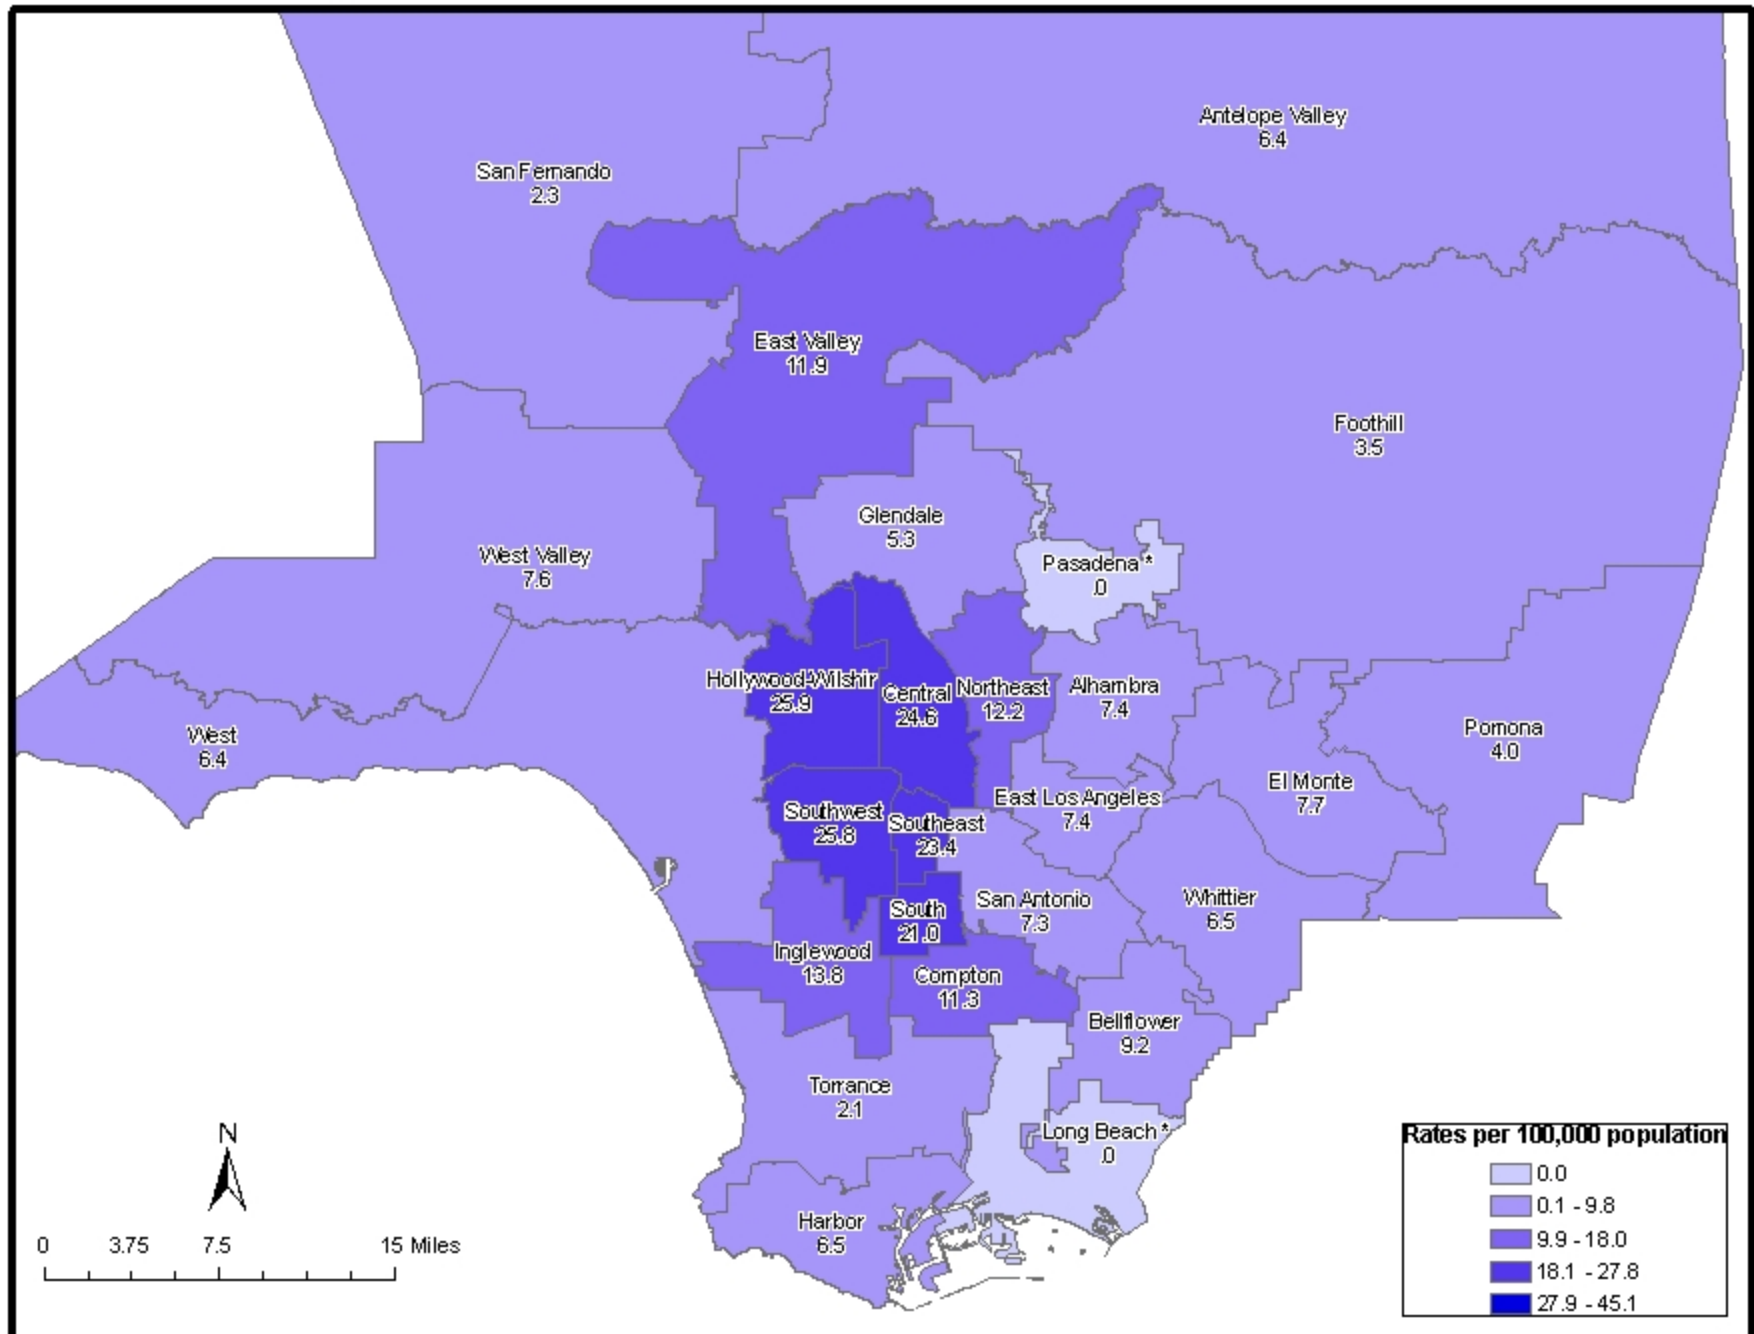 Antelope Valley
6.4
San Fernando
2.3
East Valley
11.9
Foothill
3.5
Glendale
5.3
West Valley
7.6
Pasadena *
.0
Hollywood-Wilshir
25.9
Central
24.6
Northeast
12.2
Alhambra
7.4
West
6.4
Pomona
4.0
El Monte
7.7
East Los Angeles
7.4
Southwest
25.8
Southeast
23.4
San Antonio
7.3
Whittier
6.5
South
21.0
Inglewood
13.8
Compton
11.3
Bellflower
9.2
Torrance
2.1
Long Beach *
.0
Harbor
6.5
N
0 3.75 7.5 15 Miles
Rates per 100,000 population
0.0
0.1 - 9.8
9.9 - 18.0
18.1 - 27.8
27.9 - 45.1